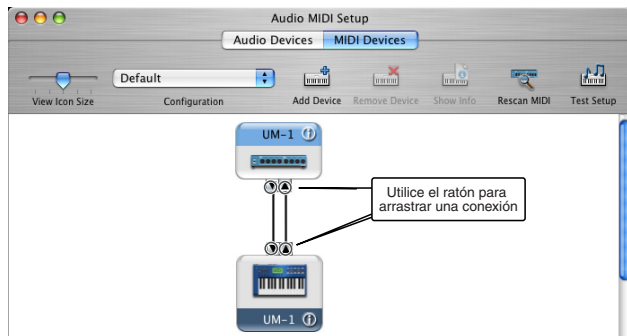 Audio MIDI Setup
Audio Devices MIDI Devices
Default
View Icon Size Configuration Add Device Remove Device Show Info Rescan MIDI Test Setup
UM-1
Utilice el ratón para
arrastrar una conexión
UM-1